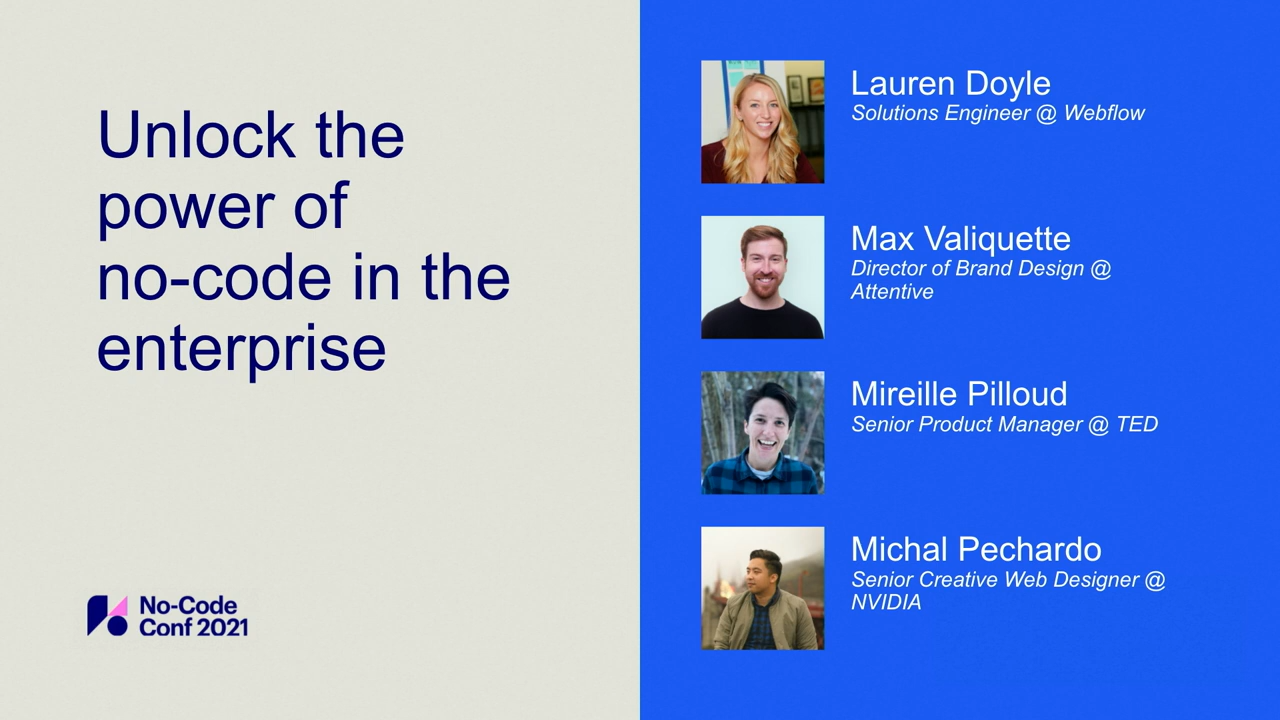 Unlock the
power of
no-code in the
enterprise
No-Code
Conf 2021
Lauren Doyle
Solutions Engineer @ Webflow
Max Valiquette
Director of Brand Design @
Attentive
Mireille Pilloud
Senior Product Manager @ TED
Michal Pechardo
Senior Creative Web Designer @
NVIDIA